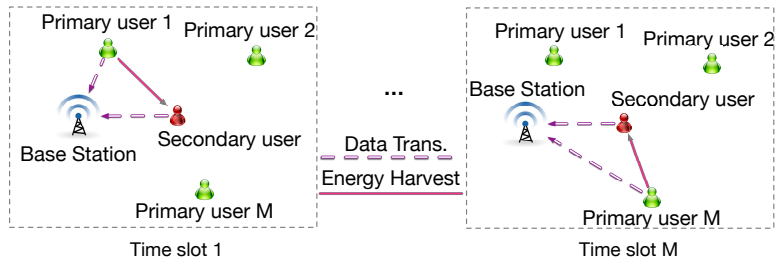 Primary user 1
Primary user 2
Base Station
Secondary user
Primary user M
Time slot 1
...
Data Trans.
Energy Harvest
Primary user 1
Primary user 2
Base Station
Secondary user
Primary user M
Time slot M